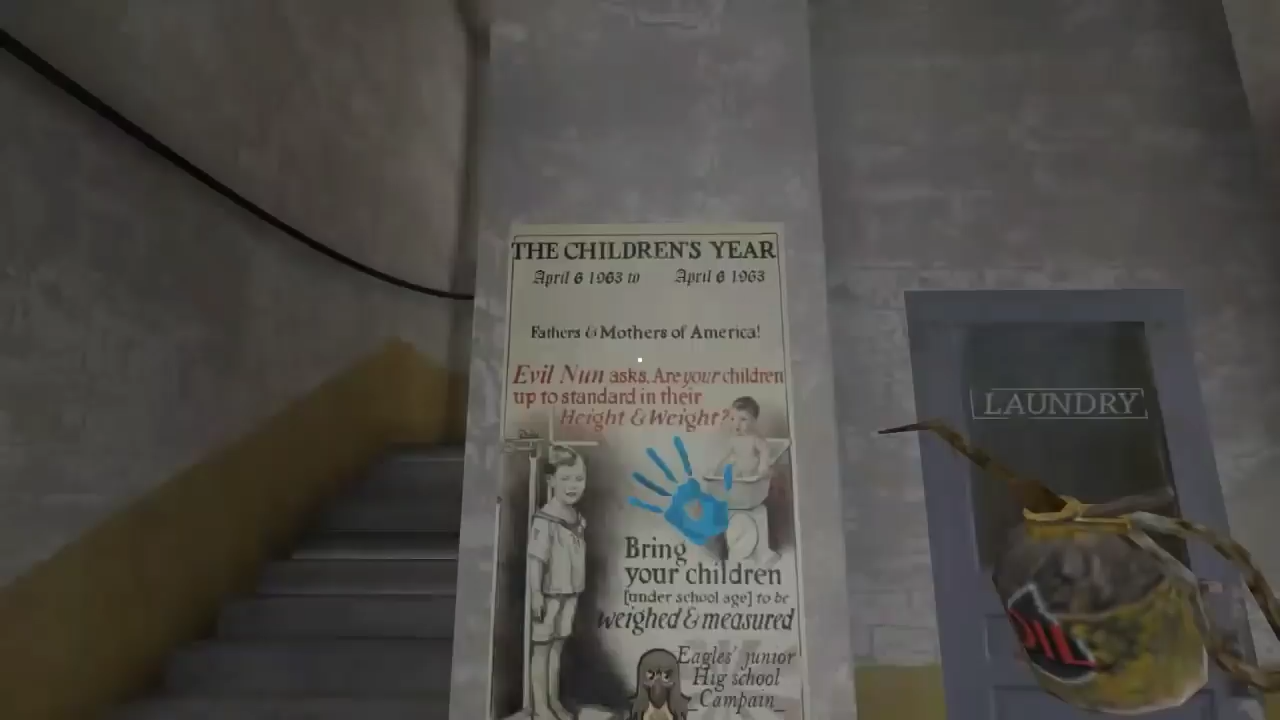 THE CHILDREN'S YEAR
April 6 1963 to April 6 1963
Fathers & Mothers of America!
Evil Nun asks. Are your children
up to standard in their
Height & Weight?
Bring
your children
[under school age] to be
weighed & measured
Eagles' junior
Hig school
_Campain_
LAUNDRY
OIL